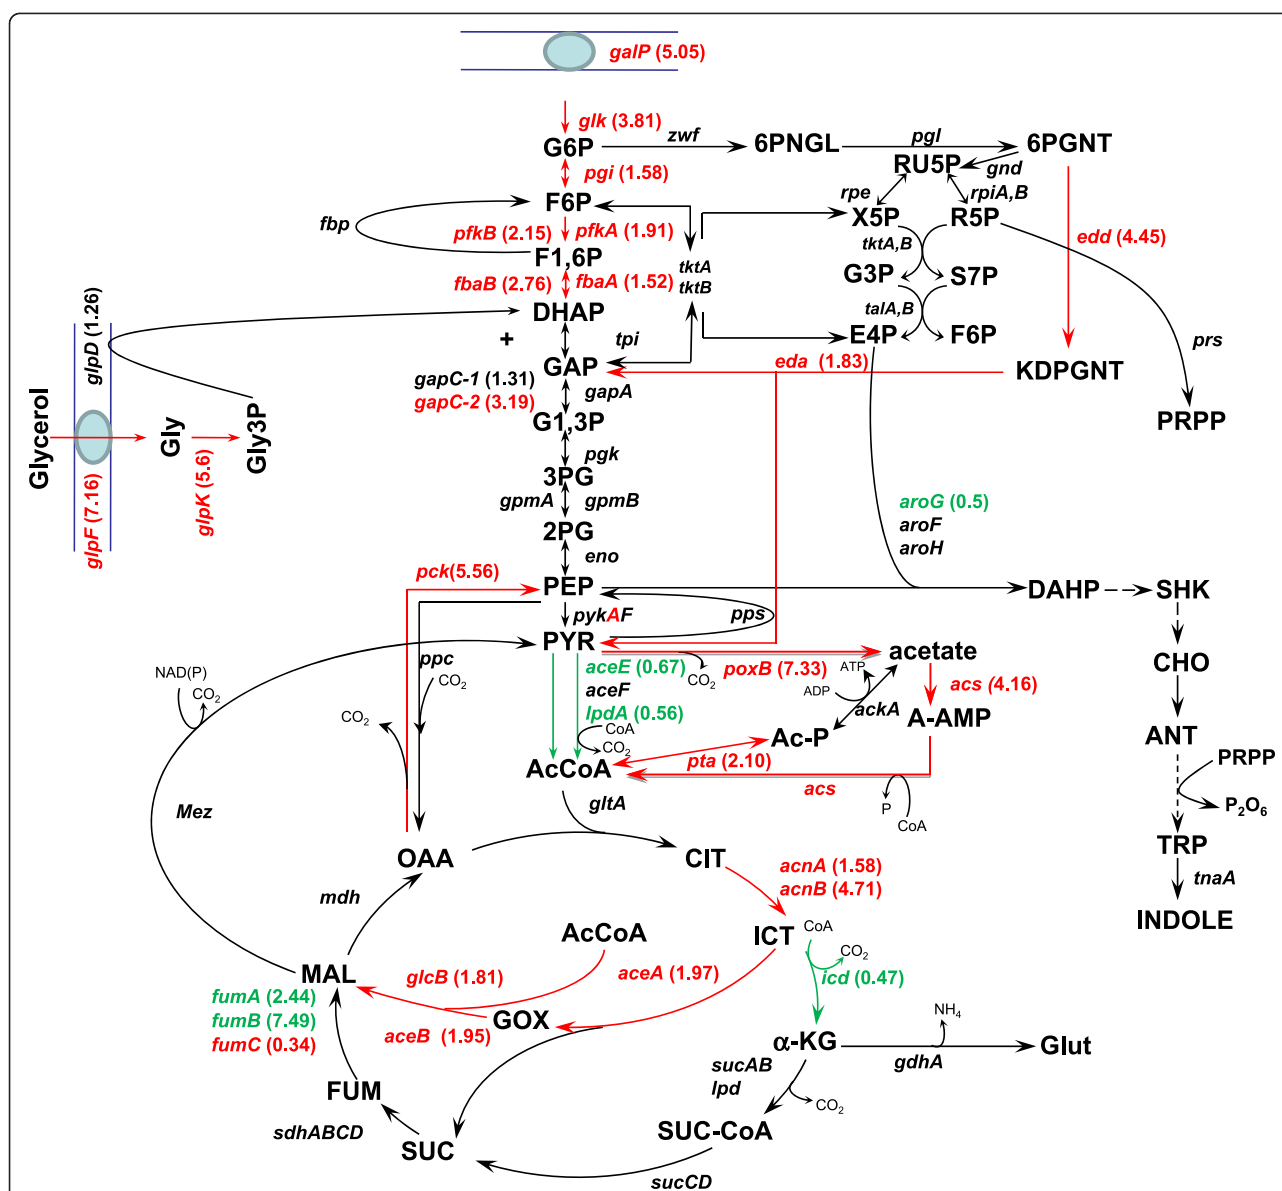 galP (5.05)
glk (3.81)
G6P
zwf
6PNGL
pgl
6PGNT
pgi (1.58)
RU5P
gnd
F6P
rpe
rpiA,B
X5P
R5P
fbp
pfkB (2.15)
pfkA (1.91)
tktA,B
edd (4.45)
F1,6P
tktA
tktB
G3P
S7P
fbaB (2.76)
fbaA (1.52)
DHAP
talA,B
+
tpi
E4P
F6P
prs
glpD (1.26)
GAP
eda (1.83)
KDPGNT
gapC-1 (1.31)
gapC-2 (3.19)
gapA
G1,3P
PRPP
Glycerol
Gly
Gly3P
glpF (7.16)
glpK (5.6)
pgk
3PG
gpmA
gpmB
2PG
aroG (0.5)
aroF
aroH
eno
pck(5.56)
PEP
DAHP
SHK
pykAF
pps
PYR
ppc
CO2
aceE (0.67)
aceF
lpdA (0.56)
CoA
CO2
CO2
poxB (7.33)
acetate
ATP
ADP
ackA
acs (4.16)
A-AMP
CHO
NAD(P)
CO2
CO2
Ac-P
ANT
AcCoA
pta (2.10)
acs
P
CoA
PRPP
P2O6
gltA
Mez
OAA
CIT
TRP
acnA (1.58)
acnB (4.71)
tnaA
mdh
INDOLE
AcCoA
ICT
CoA
CO2
MAL
glcB (1.81)
aceA (1.97)
icd (0.47)
fumA (2.44)
fumB (7.49)
fumC (0.34)
GOX
aceB (1.95)
NH4
α-KG
gdhA
Glut
sucAB
lpd
CO2
FUM
sdhABCD
SUC
SUC-CoA
sucCD